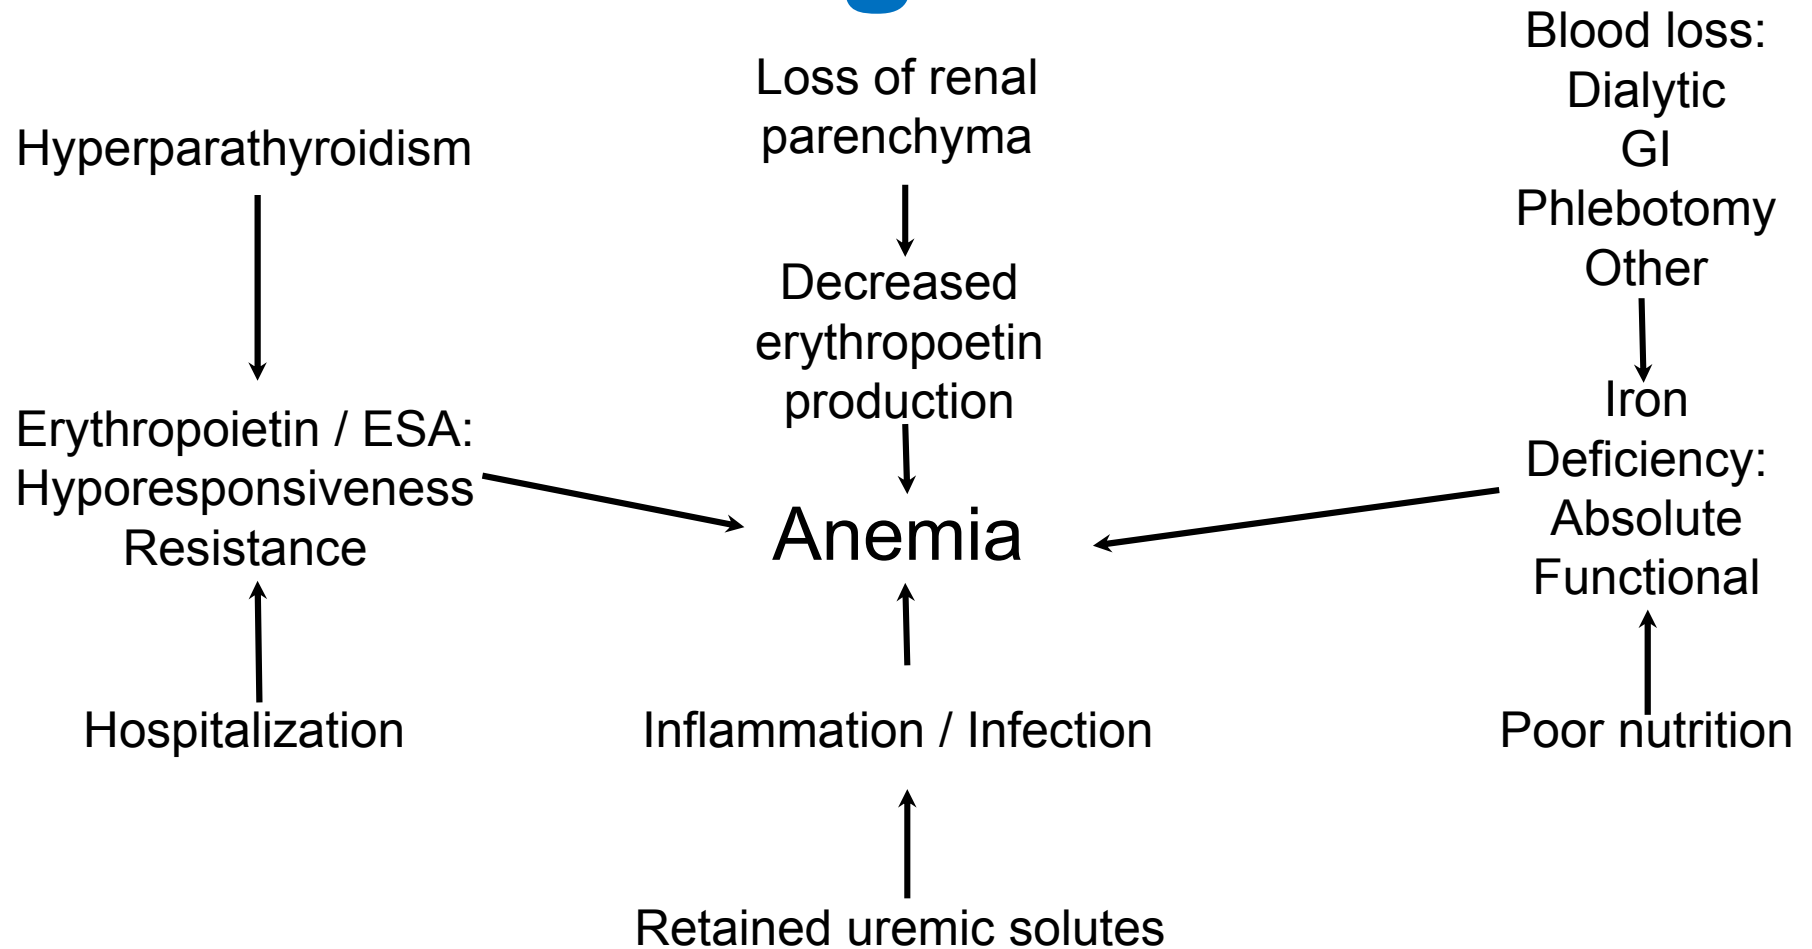 Hyperparathyroidism
Erythropoietin / ESA:
Hyporesponsiveness
Resistance
Hospitalization
Loss of renal
parenchyma
Decreased
erythropoetin
production
Anemia
Inflammation / Infection
Retained uremic solutes
Blood loss:
Dialytic
GI
Phlebotomy
Other
Iron
Deficiency:
Absolute
Functional
Poor nutrition